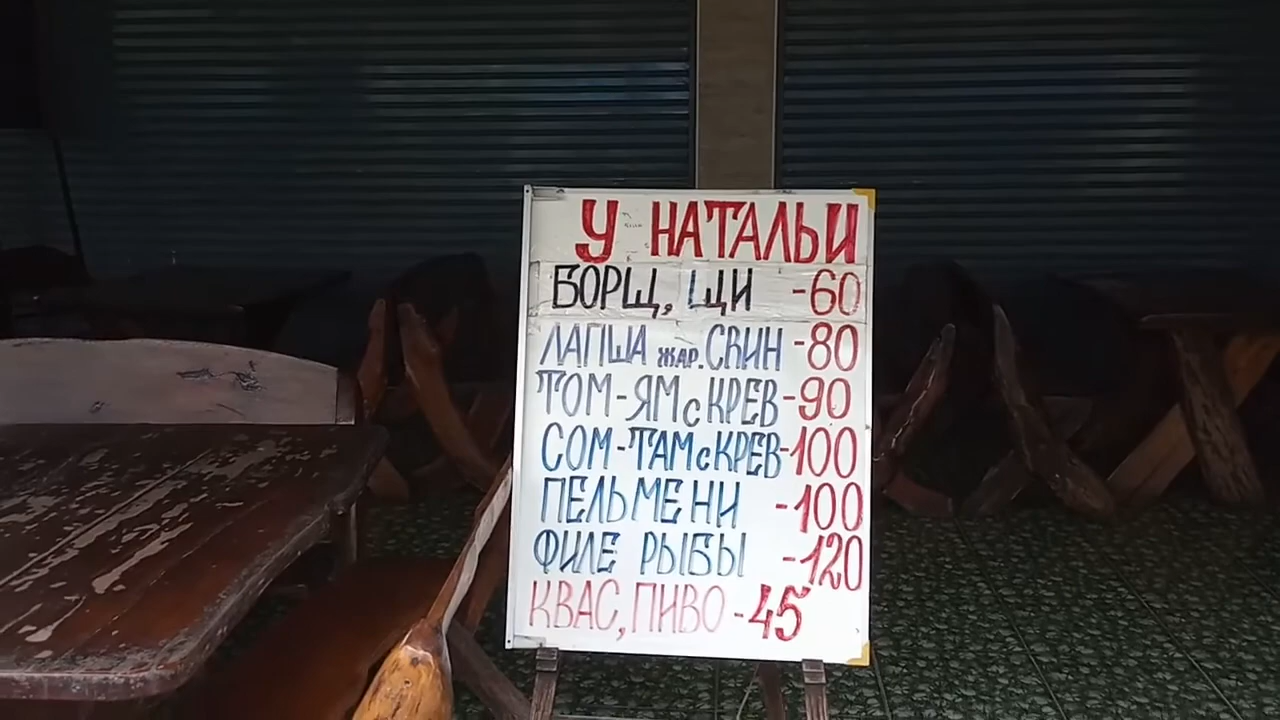 У НАТАЛЬИ
БОРЩ, ЩИ -60
ЛАПША ЖАР. СВИН -80
ТОМ-ЯМ с КРЕВ -90
СОМ-ТАМ с КРЕВ -100
ПЕЛЬМЕНИ -100
ФИЛЕ РЫБЫ -120
КВАС, ПИВО -45